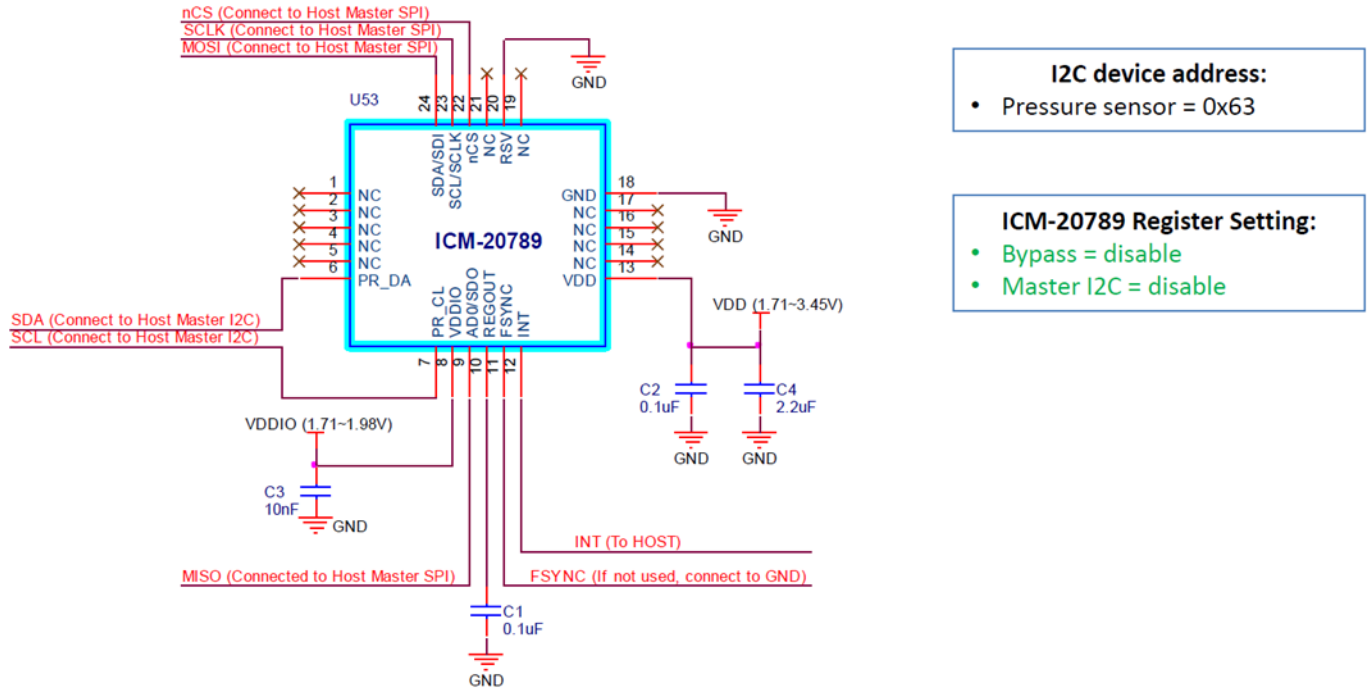 nCS (Connect to Host Master SPI)
SCLK (Connect to Host Master SPI)
MOSI (Connect to Host Master SPI)
GND
U53
24
23
22
21
20
19
SDA/SDI
SCL/SCLK
nCS
NC
RSV
NC
1
2
3
4
5
6
NC
NC
NC
NC
NC
PR_DA
ICM-20789
18
17
16
15
14
13
GND
NC
NC
NC
NC
VDD
GND
PR_CL
VDDIO
AD0/SDO
REGOUT
FSYNC
INT
7
8
9
10
11
12
SDA (Connect to Host Master I2C)
SCL (Connect to Host Master I2C)
VDD (1.71~3.45V)
C2
0.1uF
C4
2.2uF
GND
GND
VDDIO (1.71~1.98V)
C3
10nF
GND
INT (To HOST)
MISO (Connected to Host Master SPI)
FSYNC (If not used, connect to GND)
C1
0.1uF
GND
I2C device address:
• Pressure sensor = 0x63
ICM-20789 Register Setting:
• Bypass = disable
• Master I2C = disable